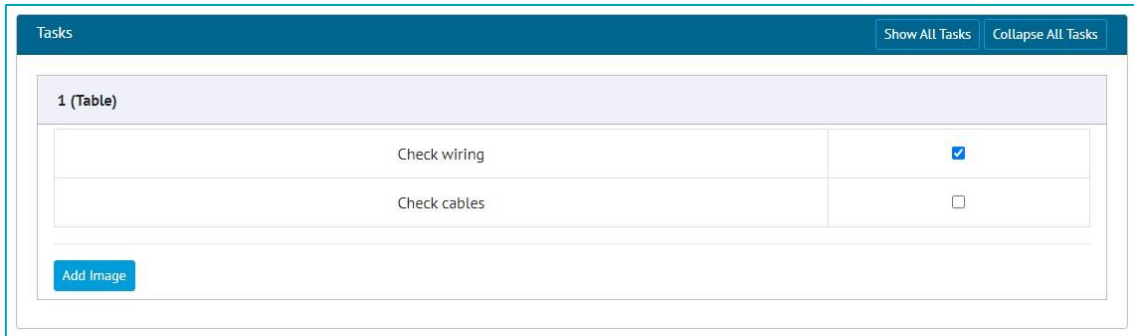 Tasks Show All Tasks Collapse All Tasks
1 (Table)
Check wiring
Check cables
Add Image